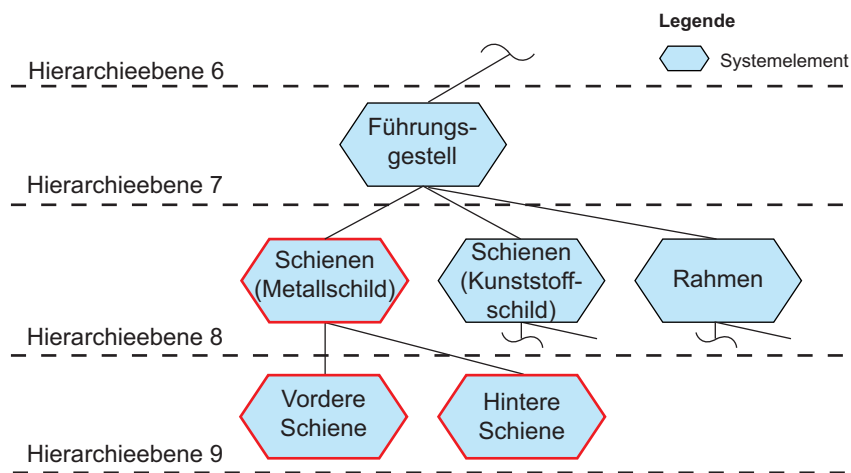 Legende
Systemelement
Hierarchieebene 6
Führungs-
gestell
Hierarchieebene 7
Schienen
(Metallschild)
Schienen
(Kunststoff-
schild)
Rahmen
Hierarchieebene 8
Vordere
Schiene
Hintere
Schiene
Hierarchieebene 9